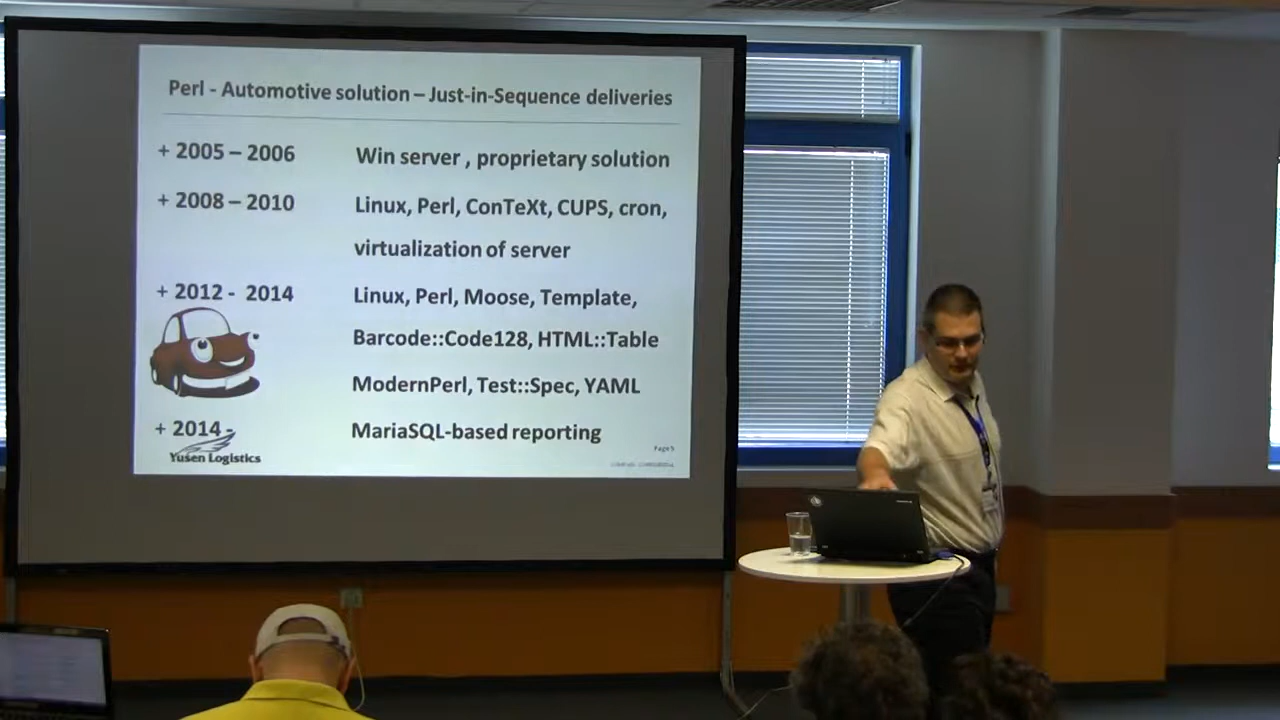 Perl - Automotive solution – Just-in-Sequence deliveries
+ 2005 – 2006 Win server , proprietary solution
+ 2008 – 2010 Linux, Perl, ConTeXt, CUPS, cron,
virtualization of server
+ 2012 - 2014 Linux, Perl, Moose, Template,
Barcode::Code128, HTML::Table
ModernPerl, Test::Spec, YAML
+ 2014 - MariaSQL-based reporting
Page 5
Yusen Logistics